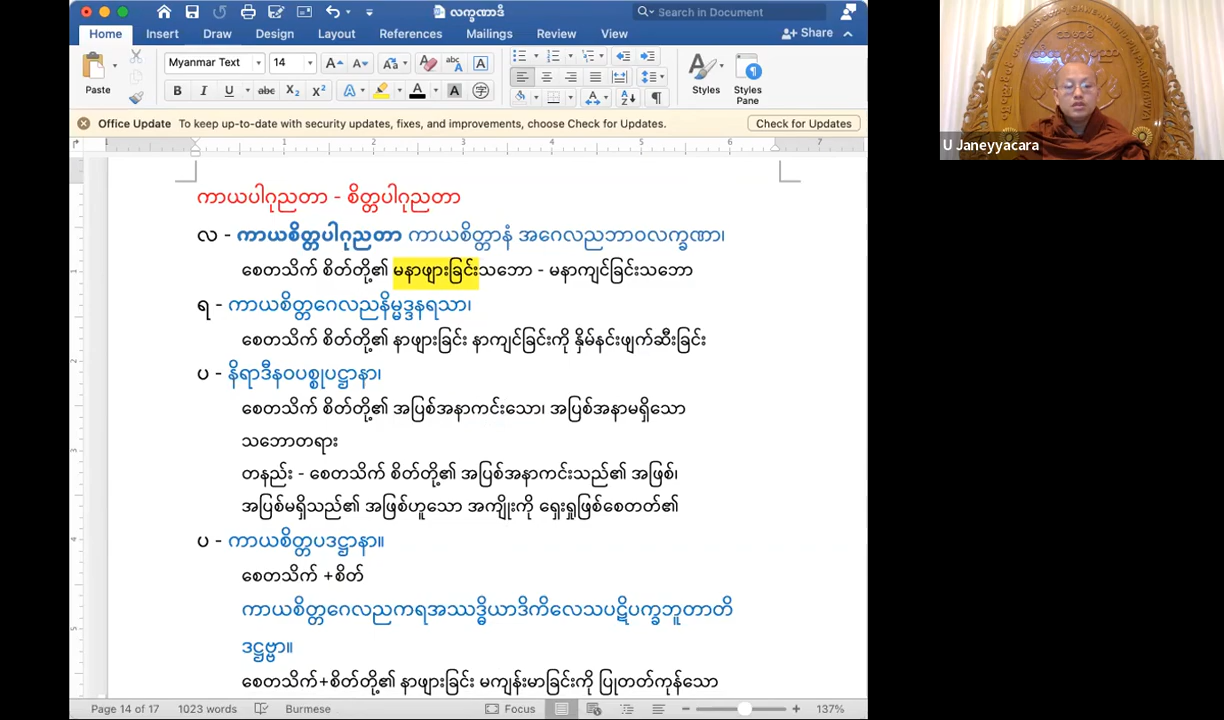 လက္ခဏာဒီ
Search in Document
Home Insert Draw Design Layout References Mailings Review View Share
Paste Myanmar Text 14 Styles Styles Pane
Office Update To keep up-to-date with security updates, fixes, and improvements, choose Check for Updates. Check for Updates
U Janeyyacara
1 1 2 3 4 5 6 7
ကာယပါဂုညတာ - စိတ္တပါဂုညတာ
လ - ကာယစိတ္တပါဂုညတာ ကာယစိတ္တာနံ အဂေလညဘာဝလက္ခဏာ၊
စေတသိက် စိတ်တို့၏ မနာဖျားခြင်းသဘော - မနာကျင်ခြင်းသဘော
ရ - ကာယစိတ္တဂေလညနိမ္မဒ္ဒနရသာ၊
စေတသိက် စိတ်တို့၏ နာဖျားခြင်း နာကျင်ခြင်းကို နှိမ်နင်းဖျက်ဆီးခြင်း
ပ - နိရာဒီနဝပစ္စုပဋ္ဌာနာ၊
စေတသိက် စိတ်တို့၏ အပြစ်အနာကင်းသော၊ အပြစ်အနာမရှိသော
သဘောတရား
တနည်း - စေတသိက် စိတ်တို့၏ အပြစ်အနာကင်းသည်၏ အဖြစ်၊
အပြစ်မရှိသည်၏ အဖြစ်ဟူသော အကျိုးကို ရှေးရှုဖြစ်စေတတ်၏
ပ - ကာယစိတ္တပဒဋ္ဌာနာ။
စေတသိက် +စိတ်
ကာယစိတ္တဂေလညကရအဿဒ္ဓိယာဒိကိလေသပဋိပက္ခဘူတာတိ
ဒဋ္ဌဗ္ဗာ။
စေတသိက်+စိတ်တို့၏ နာဖျားခြင်း မကျန်းမာခြင်းကို ပြုတတ်ကုန်သော
Page 14 of 17 1023 words Burmese Focus 137%